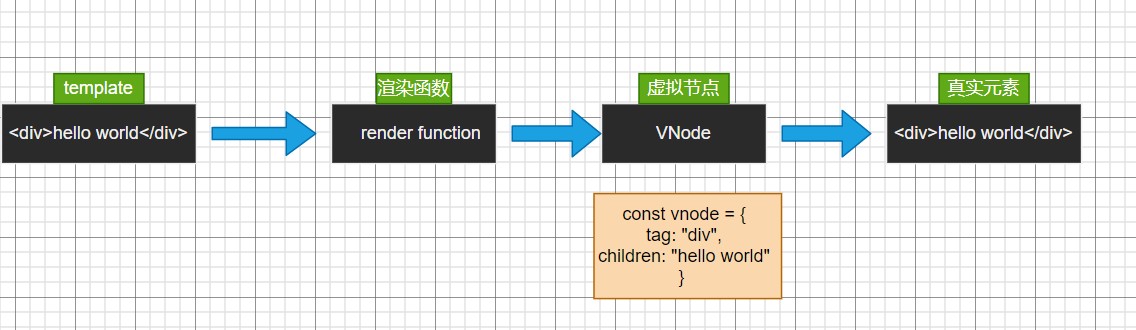 template
渲染函数
虚拟节点
真实元素
<div>hello world</div>
render function
VNode
<div>hello world</div>
const vnode = {
tag: "div",
children: "hello world"
}